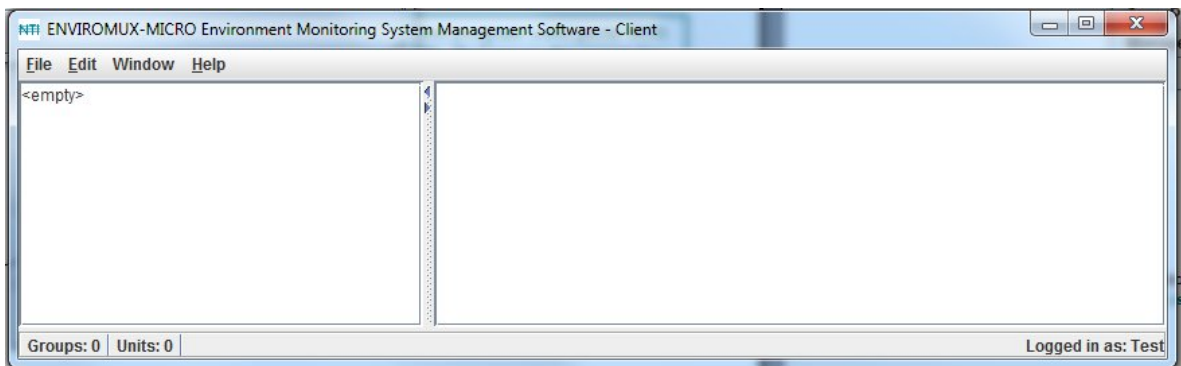 NTI ENVIROMUX-MICRO Environment Monitoring System Management Software - Client
File Edit Window Help
<empty>
Groups: 0 Units: 0 Logged in as: Test